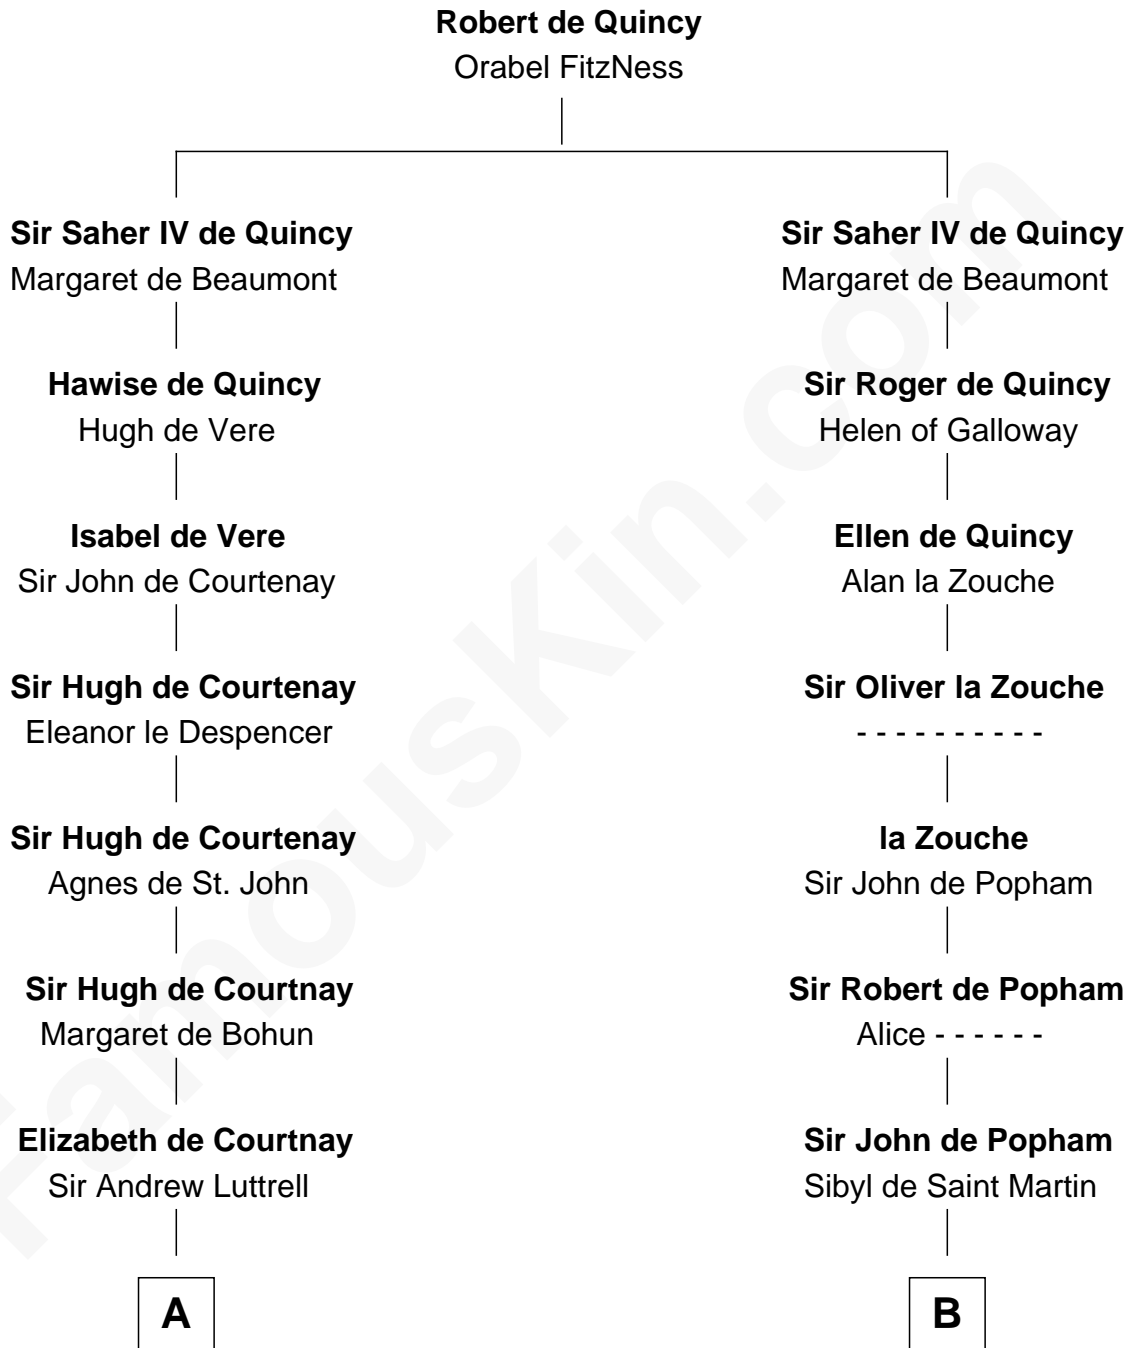 Robert de Quincy
Orabel FitzNess
Sir Saher IV de Quincy
Margaret de Beaumont
Sir Saher IV de Quincy
Margaret de Beaumont
Hawise de Quincy
Hugh de Vere
Sir Roger de Quincy
Helen of Galloway
Isabel de Vere
Sir John de Courtenay
Ellen de Quincy
Alan la Zouche
Sir Hugh de Courtenay
Eleanor le Despencer
Sir Oliver la Zouche
- - - - - - - - - -
Sir Hugh de Courtenay
Agnes de St. John
la Zouche
Sir John de Popham
Sir Hugh de Courtnay
Margaret de Bohun
Sir Robert de Popham
Alice - - - - - -
Elizabeth de Courtnay
Sir Andrew Luttrell
Sir John de Popham
Sibyl de Saint Martin
A
B
FamousKin.com